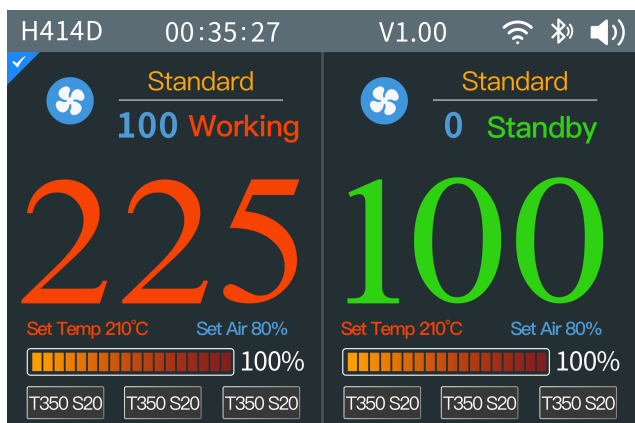 H414D 00:35:27 V1.00
Standard
100 Working
225
Set Temp 210°C Set Air 80%
100%
T350 S20 T350 S20 T350 S20
Standard
0 Standby
100
Set Temp 210°C Set Air 80%
100%
T350 S20 T350 S20 T350 S20